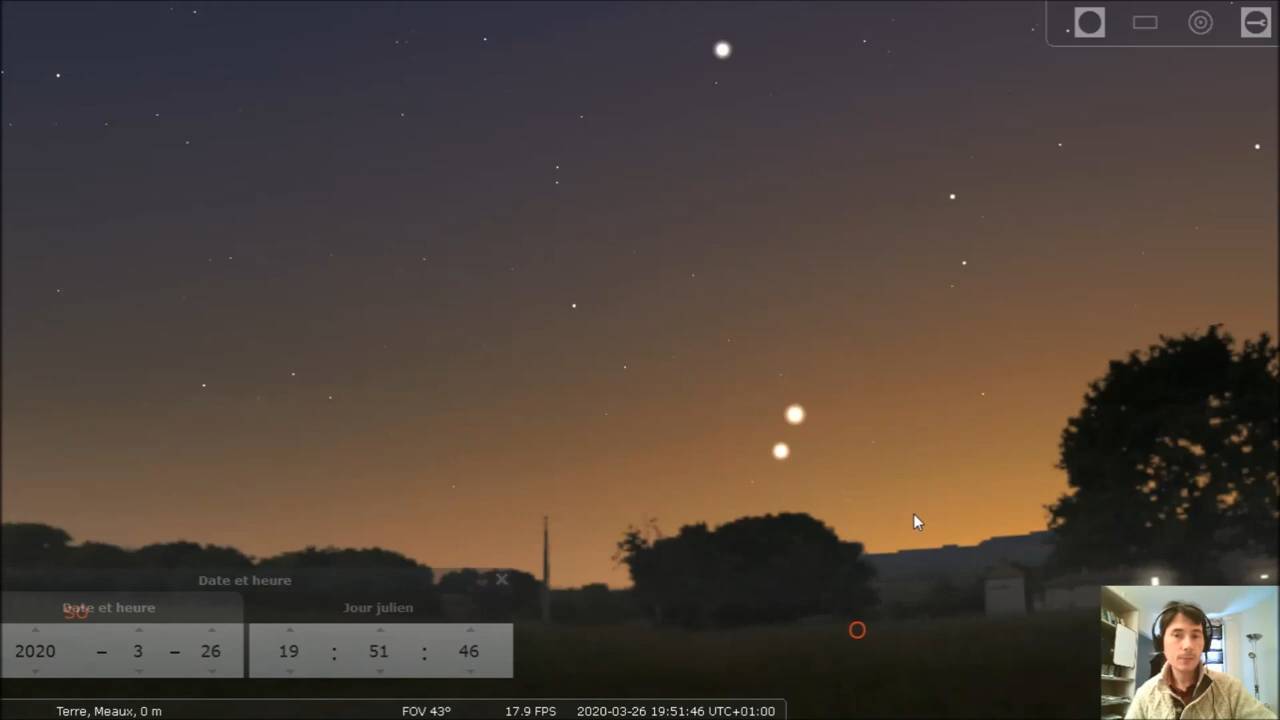 Date et heure X
Date et heure
SO
Jour julien
2020 - 3 - 26
19 : 51 : 46
O
Terre, Meaux, 0 m
FOV 43°
17.9 FPS
2020-03-26 19:51:46 UTC+01:00